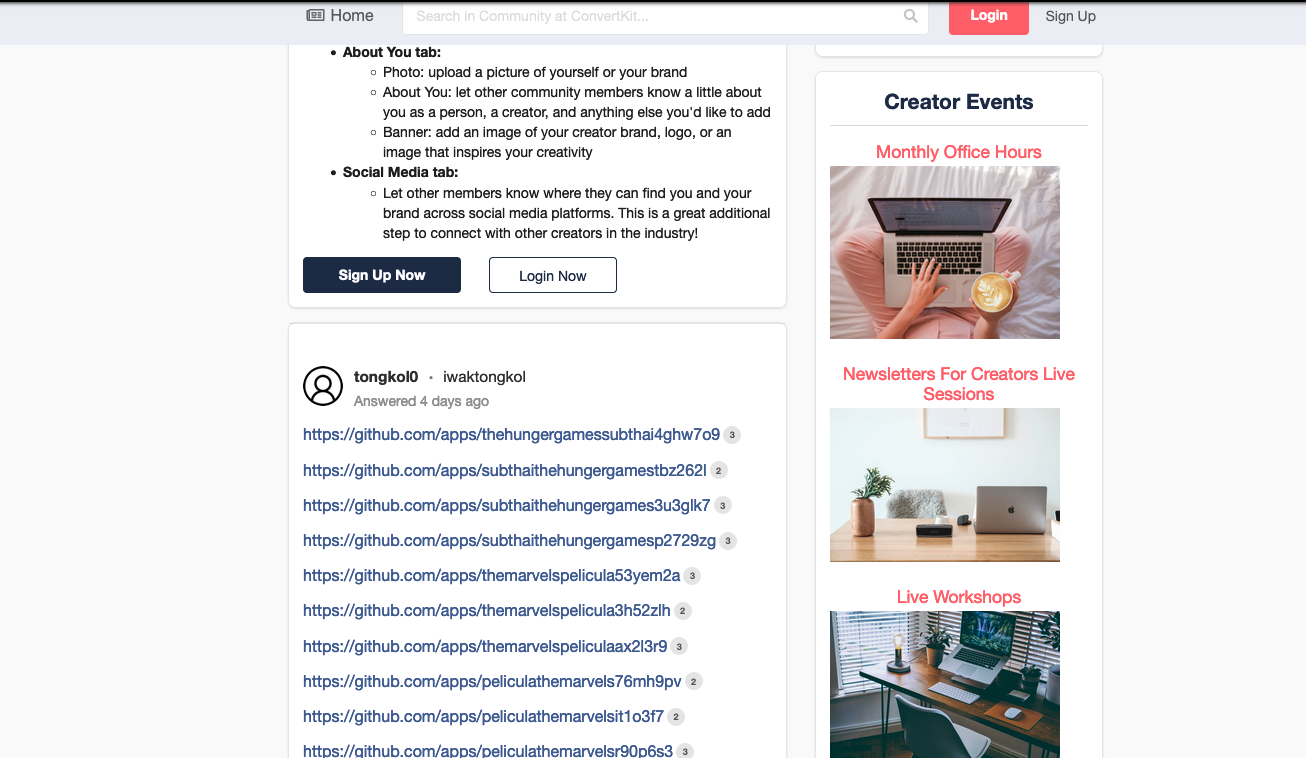 Home
Search in Community at ConvertKit...
Login
Sign Up
About You tab:
Photo: upload a picture of yourself or your brand
About You: let other community members know a little about
you as a person, a creator, and anything else you'd like to add
Banner: add an image of your creator brand, logo, or an
image that inspires your creativity
Social Media tab:
Let other members know where they can find you and your
brand across social media platforms. This is a great additional
step to connect with other creators in the industry!
Sign Up Now
Login Now
tongkol0 · iwaktongkol
Answered 4 days ago
https://github.com/apps/thehungergamessubthai4ghw7o9 3
https://github.com/apps/subthaithehungergamestbz262l 2
https://github.com/apps/subthaithehungergames3u3glk7 3
https://github.com/apps/subthaithehungergamesp2729zg 3
https://github.com/apps/themarvelspelicula53yem2a 3
https://github.com/apps/themarvelspelicula3h52zlh 2
https://github.com/apps/themarvelspeliculaax2l3r9 3
https://github.com/apps/peliculathemarvels76mh9pv 2
https://github.com/apps/peliculathemarvelsit1o3f7 2
https://github.com/apps/peliculathemarvelsr90p6s3 3
Creator Events
Monthly Office Hours
Newsletters For Creators Live
Sessions
Live Workshops